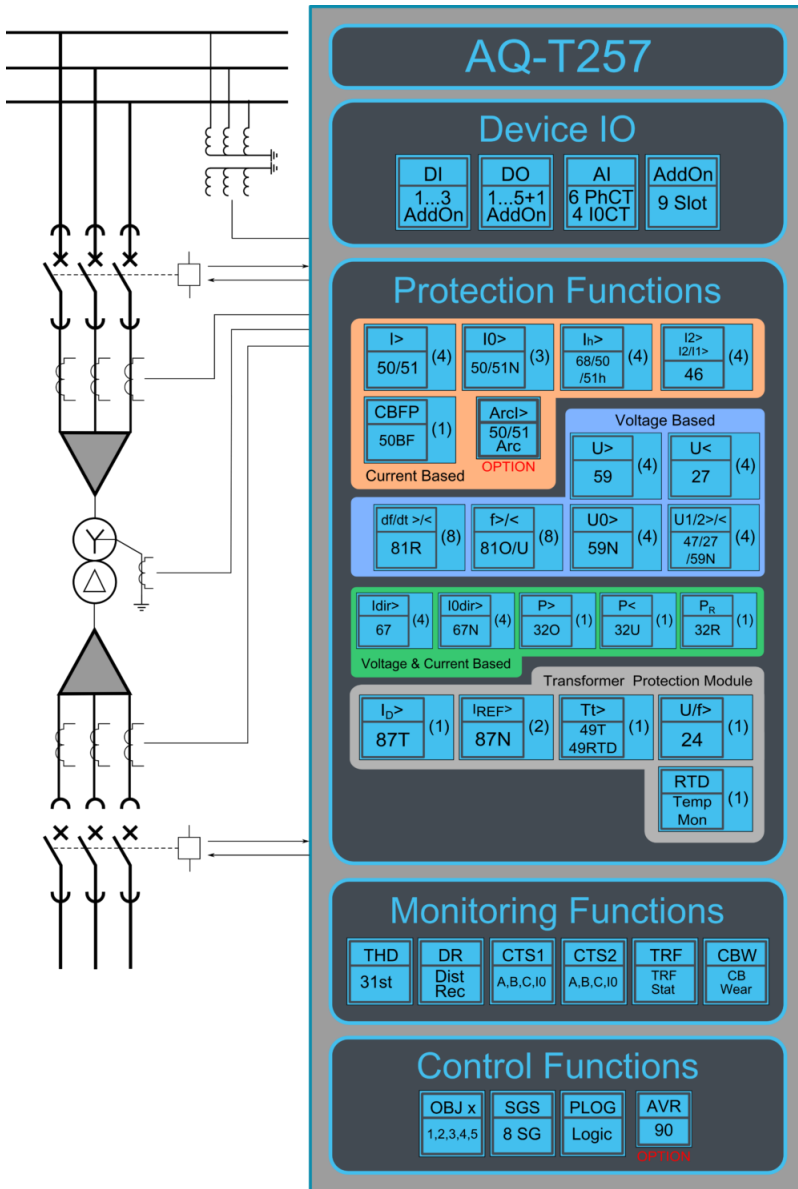 AQ-T257
Device IO
DI
1...3
AddOn
DO
1...5+1
AddOn
AI
6 PhCT
4 I0CT
AddOn
9 Slot
Protection Functions
I>
50/51
(4)
I0>
50/51N
(3)
Ih>
68/50
/51h
(4)
I2>
I2/I1>
46
(4)
CBFP
50BF
(1)
ArcI>
50/51
Arc
OPTION
Current Based
Voltage Based
U>
59
(4)
U<
27
(4)
df/dt >/<
81R
(8)
f>/<
81O/U
(8)
U0>
59N
(4)
U1/2>/<
47/27
/59N
(4)
Idir>
67
(4)
I0dir>
67N
(4)
P>
32O
(1)
P<
32U
(1)
PR
32R
(1)
Voltage & Current Based
Transformer Protection Module
ID>
87T
(1)
IREF>
87N
(2)
Tt>
49T
49RTD
(1)
U/f>
24
(1)
RTD
Temp
Mon
(1)
Monitoring Functions
THD
31st
DR
Dist
Rec
CTS1
A,B,C,I0
CTS2
A,B,C,I0
TRF
TRF
Stat
CBW
CB
Wear
Control Functions
OBJ x
1,2,3,4,5
SGS
8 SG
PLOG
Logic
AVR
90
OPTION
Y